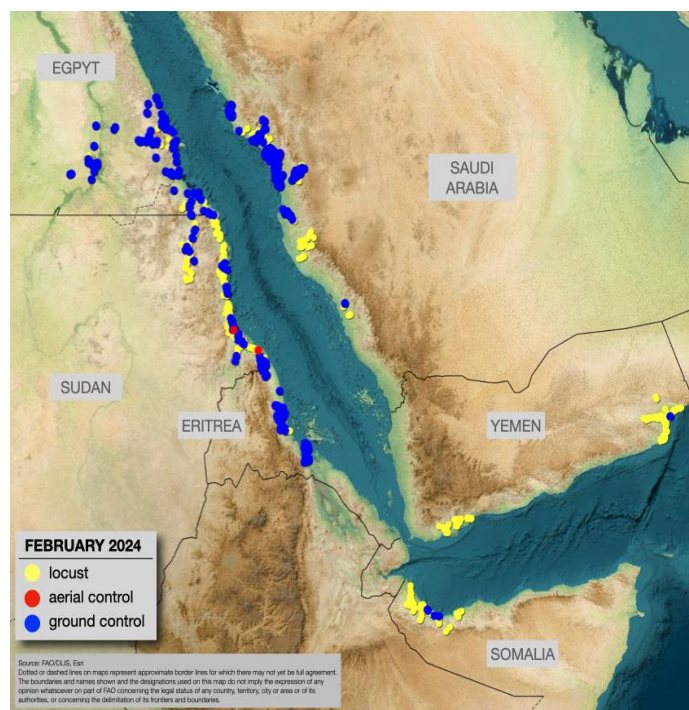 EGPYT
SAUDI
ARABIA
SUDAN
ERITREA
YEMEN
SOMALIA
FEBRUARY 2024
locust
aerial control
ground control
Source: FAO/DLIS, Esri
Dotted or dashed lines on maps represent approximate border lines for which there may not yet be full agreement.
The boundaries and names shown and the designations used on this map do not imply the expression of any
opinion whatsoever on part of FAO concerning the legal status of any country, territory, city or area or of its
authorities, or concerning the delimitation of its frontiers and boundaries.